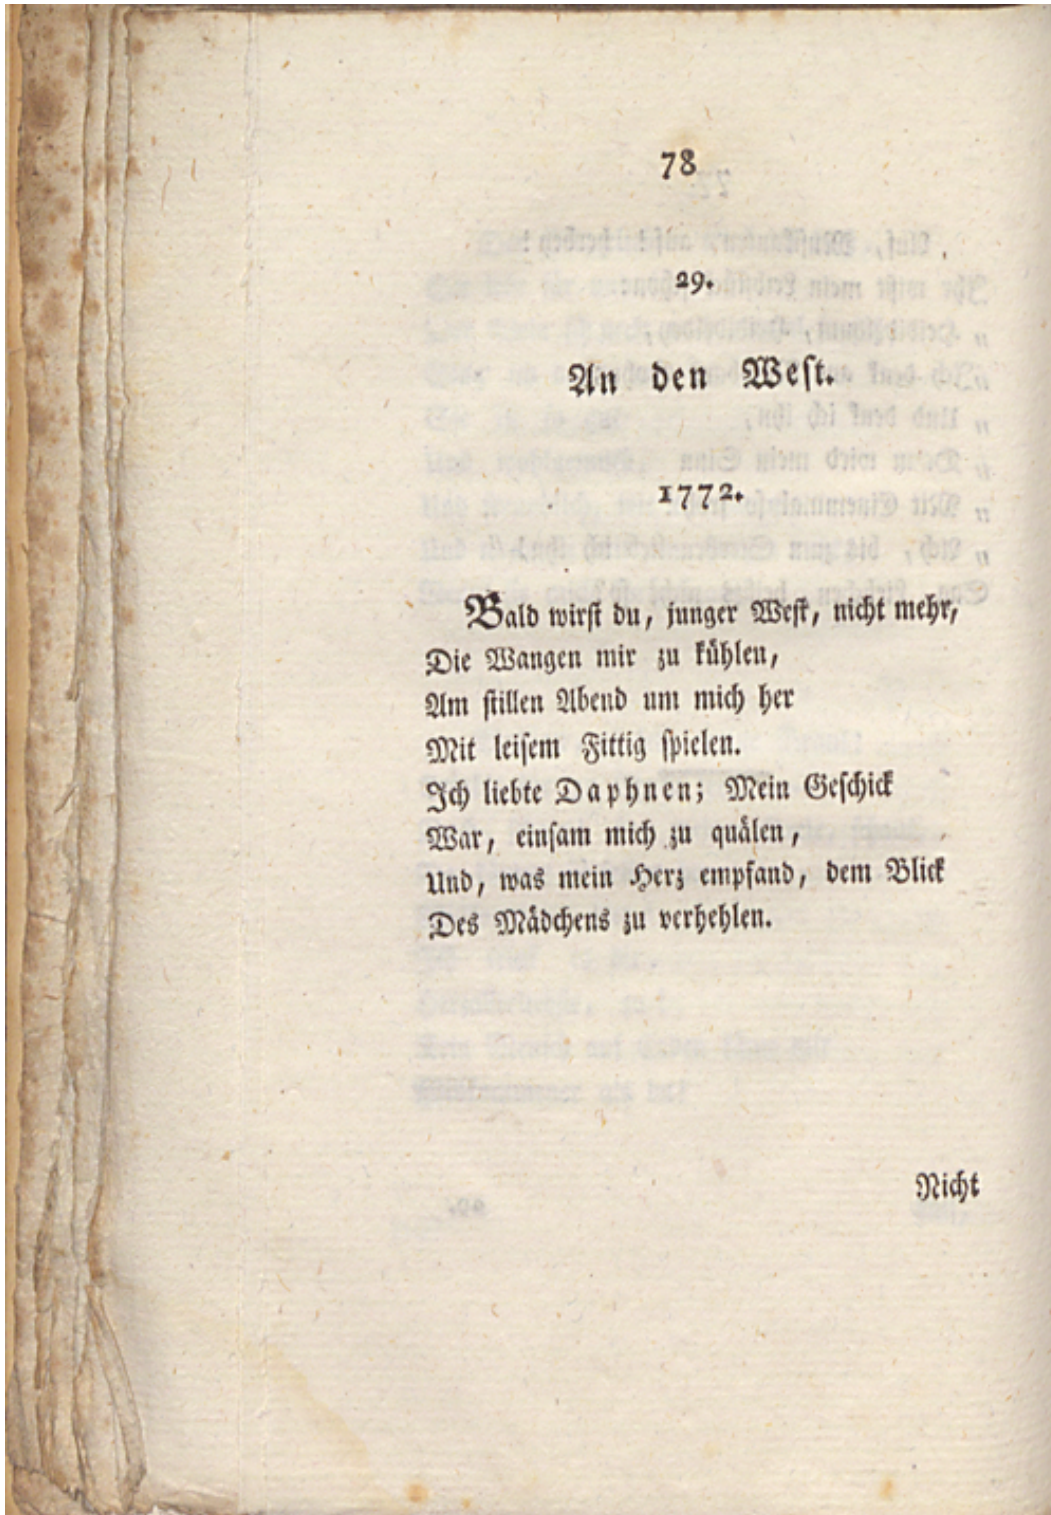 78
29.
An den West.
1772.
Bald wirst du, junger West, nicht mehr,
Die Wangen mir zu kühlen,
Am stillen Abend um mich her
Mit leisem Fittig spielen.
Ich liebte Daphnen; Mein Geschick
War, einsam mich zu quälen,
Und, was mein Herz empfand, dem Blick
Des Mädchens zu verhehlen.
Nicht